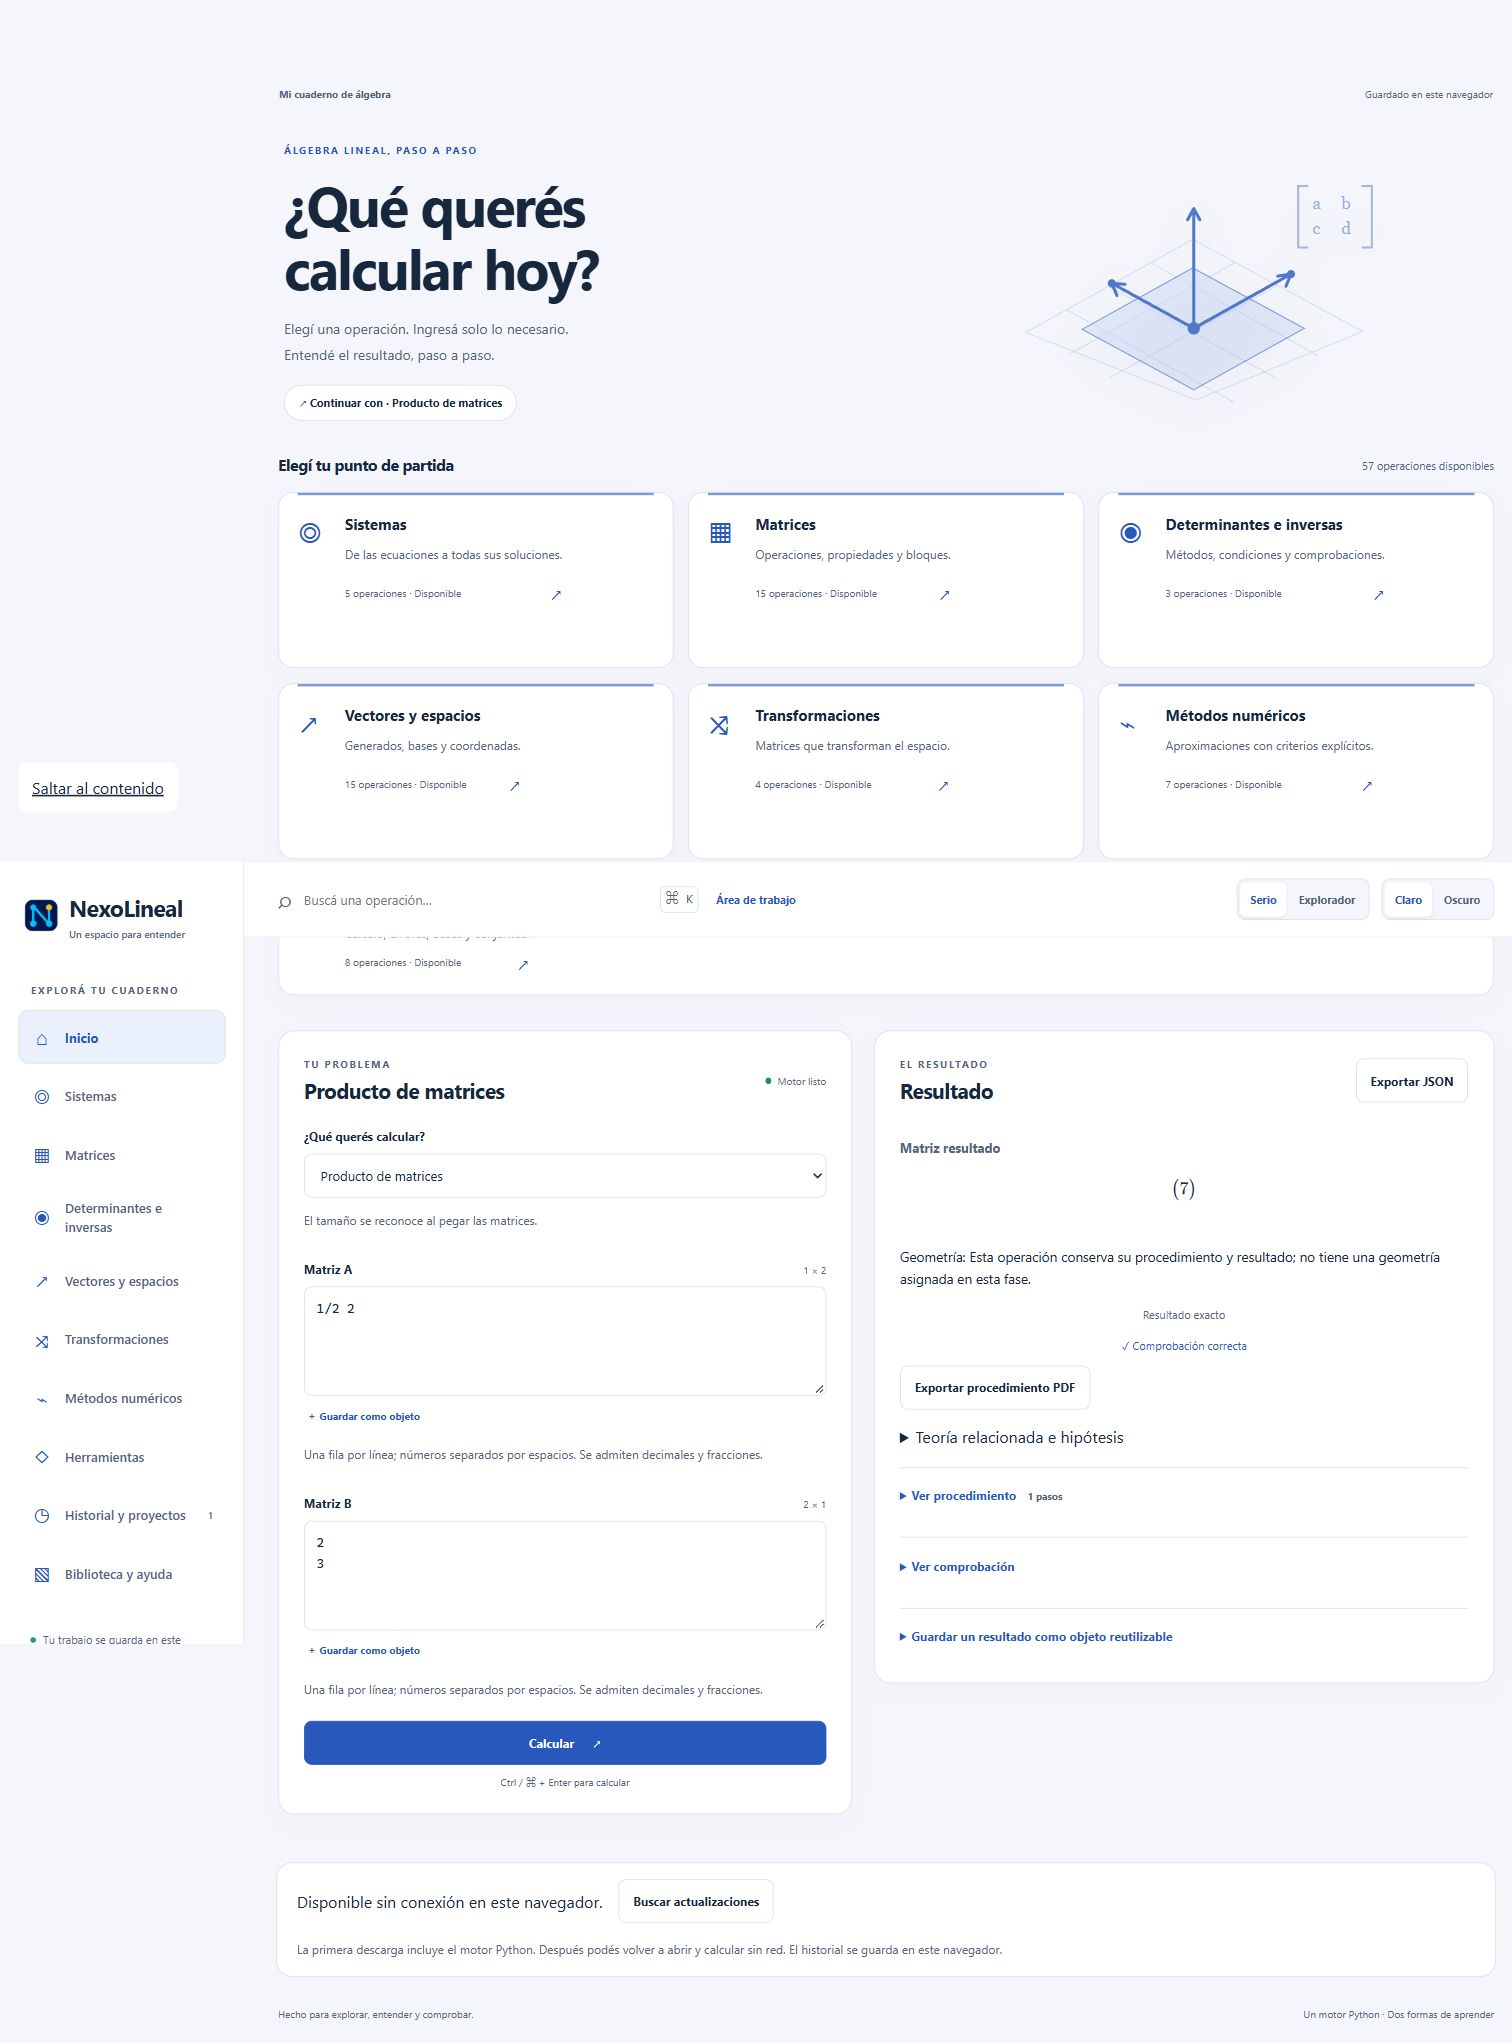 Mi cuaderno de álgebra
Guardado en este navegador
ÁLGEBRA LINEAL, PASO A PASO
¿Qué querés
calcular hoy?
Elegí una operación. Ingresá solo lo necesario.
Entendé el resultado, paso a paso.
↗ Continuar con · Producto de matrices
a b
c d
Elegí tu punto de partida
57 operaciones disponibles
Sistemas
De las ecuaciones a todas sus soluciones.
5 operaciones · Disponible ↗
Matrices
Operaciones, propiedades y bloques.
15 operaciones · Disponible ↗
Determinantes e inversas
Métodos, condiciones y comprobaciones.
3 operaciones · Disponible ↗
Vectores y espacios
Generados, bases y coordenadas.
15 operaciones · Disponible ↗
Transformaciones
Matrices que transforman el espacio.
4 operaciones · Disponible ↗
Métodos numéricos
Aproximaciones con criterios explícitos.
7 operaciones · Disponible ↗
Saltar al contenido
NexoLineal
Un espacio para entender
Buscá una operación...
⌘ K
Área de trabajo
Serio
Explorador
Claro
Oscuro
8 operaciones · Disponible ↗
EXPLORÁ TU CUADERNO
Inicio
Sistemas
Matrices
Determinantes e
inversas
Vectores y espacios
Transformaciones
Métodos numéricos
Herramientas
Historial y proyectos 1
Biblioteca y ayuda
Tu trabajo se guarda en este
TU PROBLEMA
Producto de matrices
Motor listo
¿Qué querés calcular?
Producto de matrices
El tamaño se reconoce al pegar las matrices.
Matriz A
1 × 2
1/2 2
+ Guardar como objeto
Una fila por línea; números separados por espacios. Se admiten decimales y fracciones.
Matriz B
2 × 1
2
3
+ Guardar como objeto
Una fila por línea; números separados por espacios. Se admiten decimales y fracciones.
Calcular ↗
Ctrl / ⌘ + Enter para calcular
EL RESULTADO
Resultado
Exportar JSON
Matriz resultado
(7)
Geometría: Esta operación conserva su procedimiento y resultado; no tiene una geometría
asignada en esta fase.
Resultado exacto
✓ Comprobación correcta
Exportar procedimiento PDF
▶ Teoría relacionada e hipótesis
▶ Ver procedimiento 1 pasos
▶ Ver comprobación
▶ Guardar un resultado como objeto reutilizable
Disponible sin conexión en este navegador.
Buscar actualizaciones
La primera descarga incluye el motor Python. Después podés volver a abrir y calcular sin red. El historial se guarda en este navegador.
Hecho para explorar, entender y comprobar.
Un motor Python · Dos formas de aprender